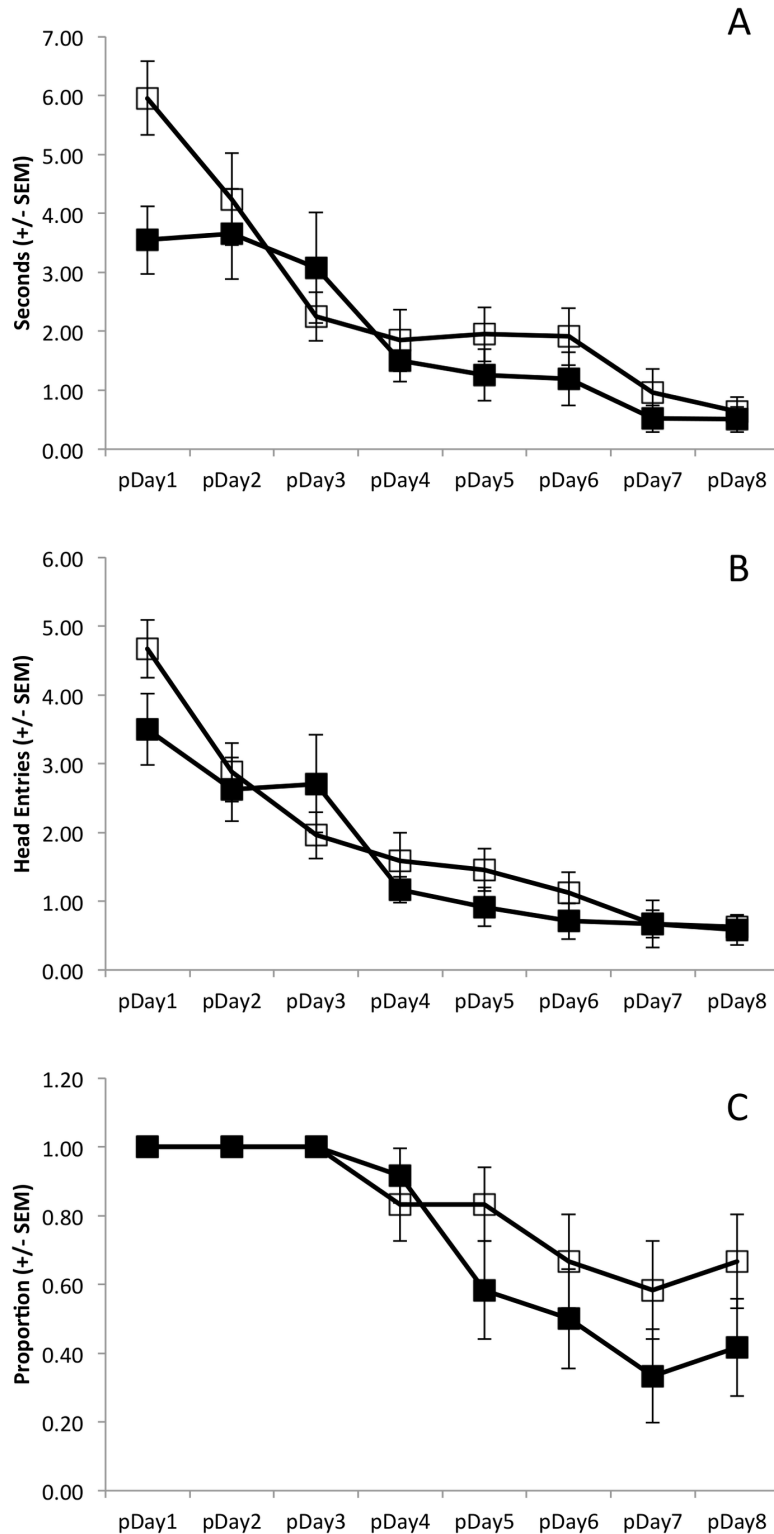 A
7.00
6.00
5.00
4.00
3.00
2.00
1.00
0.00
Seconds (+/- SEM)
pDay1 pDay2 pDay3 pDay4 pDay5 pDay6 pDay7 pDay8
B
6.00
5.00
4.00
3.00
2.00
1.00
0.00
Head Entries (+/- SEM)
pDay1 pDay2 pDay3 pDay4 pDay5 pDay6 pDay7 pDay8
C
1.20
1.00
0.80
0.60
0.40
0.20
0.00
Proportion (+/- SEM)
pDay1 pDay2 pDay3 pDay4 pDay5 pDay6 pDay7 pDay8